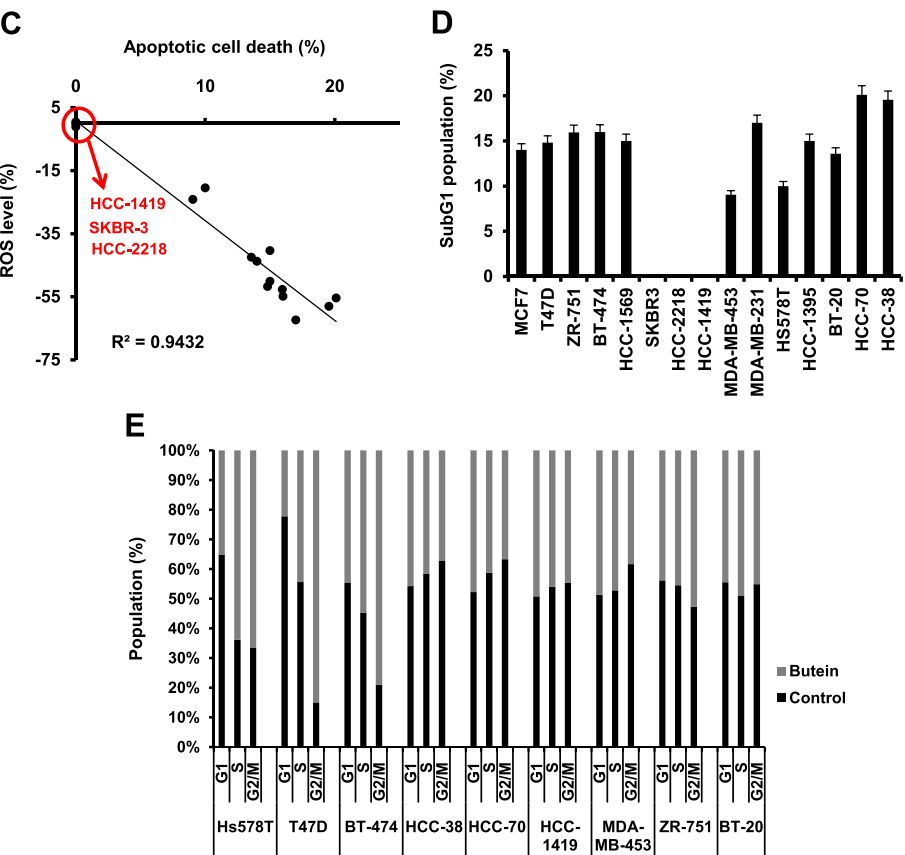 C
Apoptotic cell death (%)
0 10 20
5
-15
-35
-55
-75
ROS level (%)
HCC-1419
SKBR-3
HCC-2218
R² = 0.9432
D
SubG1 population (%)
25
20
15
10
5
0
MCF7
T47D
ZR-751
BT-474
HCC-1569
SKBR3
HCC-2218
HCC-1419
MDA-MB-453
MDA-MB-231
HS578T
HCC-1395
BT-20
HCC-70
HCC-38
E
Population (%)
100%
90%
80%
70%
60%
50%
40%
30%
20%
10%
0%
Butein
Control
G1 S G2/M G1 S G2/M G1 S G2/M G1 S G2/M G1 S G2/M G1 S G2/M G1 S G2/M G1 S G2/M G1 S G2/M
Hs578T T47D BT-474 HCC-38 HCC-70 HCC- MDA- ZR-751 BT-20
1419 MB-453